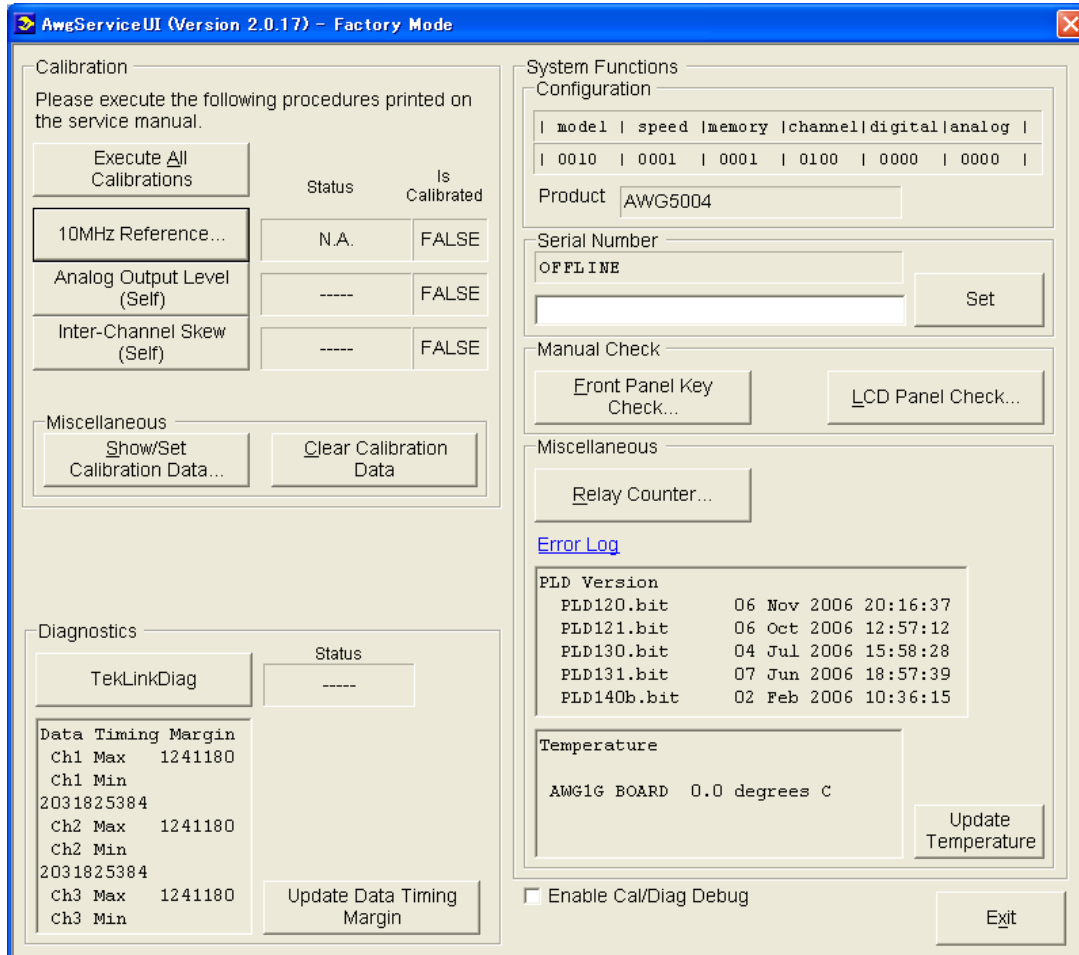 AwgServiceUI (Version 2.0.17) - Factory Mode
Calibration
Please execute the following procedures printed on
the service manual.
Execute All
Calibrations
Status
Is
Calibrated
10MHz Reference...
N.A.
FALSE
Analog Output Level
(Self)
-----
FALSE
Inter-Channel Skew
(Self)
-----
FALSE
Miscellaneous
Show/Set
Calibration Data...
Clear Calibration
Data
Diagnostics
TekLinkDiag
Status
-----
Data Timing Margin
Ch1 Max 1241180
Ch1 Min
2031825384
Ch2 Max 1241180
Ch2 Min
2031825384
Ch3 Max 1241180
Ch3 Min
Update Data Timing
Margin
System Functions
Configuration
| model | speed |memory |channel|digital|analog |
| 0010 | 0001 | 0001 | 0100 | 0000 | 0000 |
Product
AWG5004
Serial Number
OFFLINE
Set
Manual Check
Front Panel Key
Check...
LCD Panel Check...
Miscellaneous
Relay Counter...
Error Log
PLD Version
PLD120.bit 06 Nov 2006 20:16:37
PLD121.bit 06 Oct 2006 12:57:12
PLD130.bit 04 Jul 2006 15:58:28
PLD131.bit 07 Jun 2006 18:57:39
PLD140b.bit 02 Feb 2006 10:36:15
Temperature
AWG1G BOARD 0.0 degrees C
Update
Temperature
Enable Cal/Diag Debug
Exit